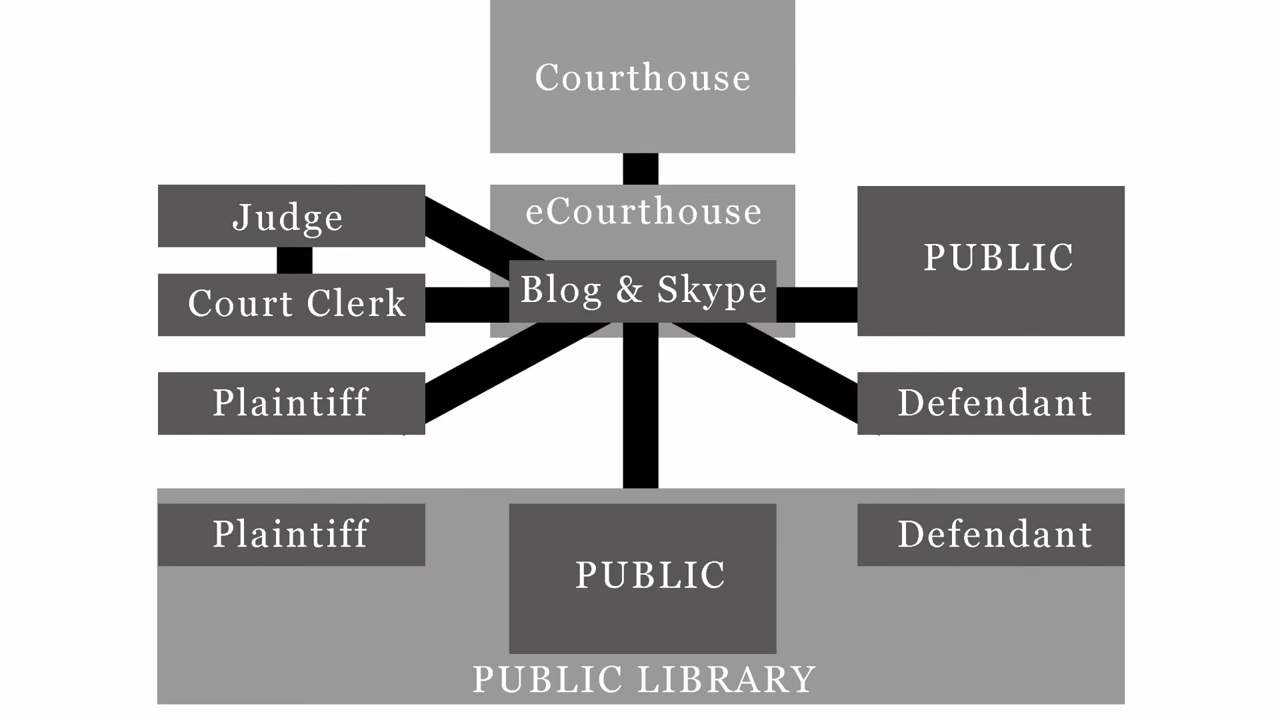 Courthouse
eCourthouse
Judge
PUBLIC
Blog & Skype
Court Clerk
Plaintiff
Defendant
Plaintiff
Defendant
PUBLIC
PUBLIC LIBRARY